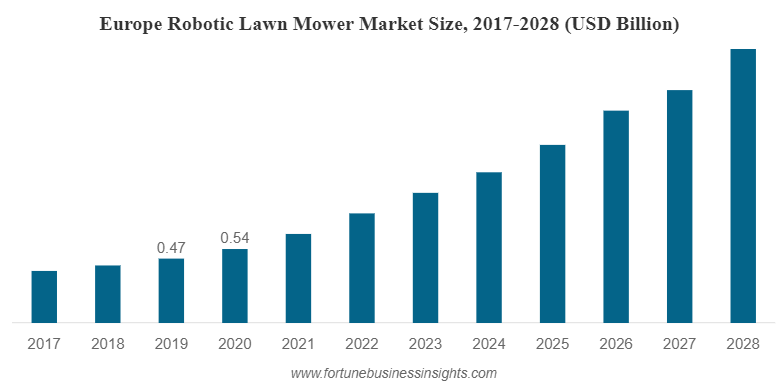 Europe Robotic Lawn Mower Market Size, 2017-2028 (USD Billion)
0.47 0.54
2017 2018 2019 2020 2021 2022 2023 2024 2025 2026 2027 2028
www.fortunebusinessinsights.com